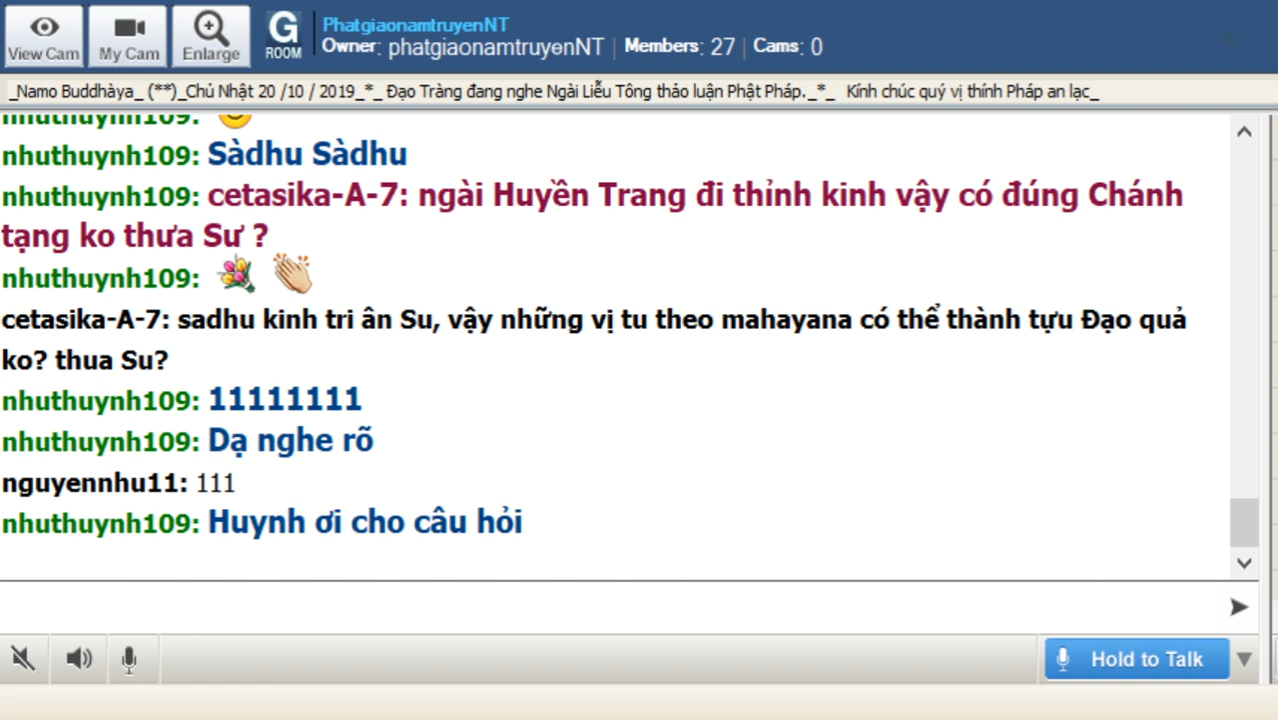 View Cam
My Cam
Enlarge
G
ROOM
PhatgiaonamtruyenNT
Owner: phatgiaonamtruyenNT | Members: 27 | Cams: 0
_Namo Buddhàya_ (**)_Chủ Nhật 20 /10 / 2019_*_ Đạo Tràng đang nghe Ngài Liễu Tông thảo luận Phật Pháp._*_ Kính chúc quý vị thính Pháp an lạc_
nhuthuynh109:
nhuthuynh109: Sàdhu Sàdhu
nhuthuynh109: cetasika-A-7: ngài Huyền Trang đi thỉnh kinh vậy có đúng Chánh
tạng ko thưa Sư ?
nhuthuynh109:
cetasika-A-7: sadhu kinh tri ân Su, vậy những vị tu theo mahayana có thể thành tựu Đạo quả
ko? thua Su?
nhuthuynh109: 11111111
nhuthuynh109: Dạ nghe rõ
nguyennhu11: 111
nhuthuynh109: Huynh ơi cho câu hỏi
Hold to Talk